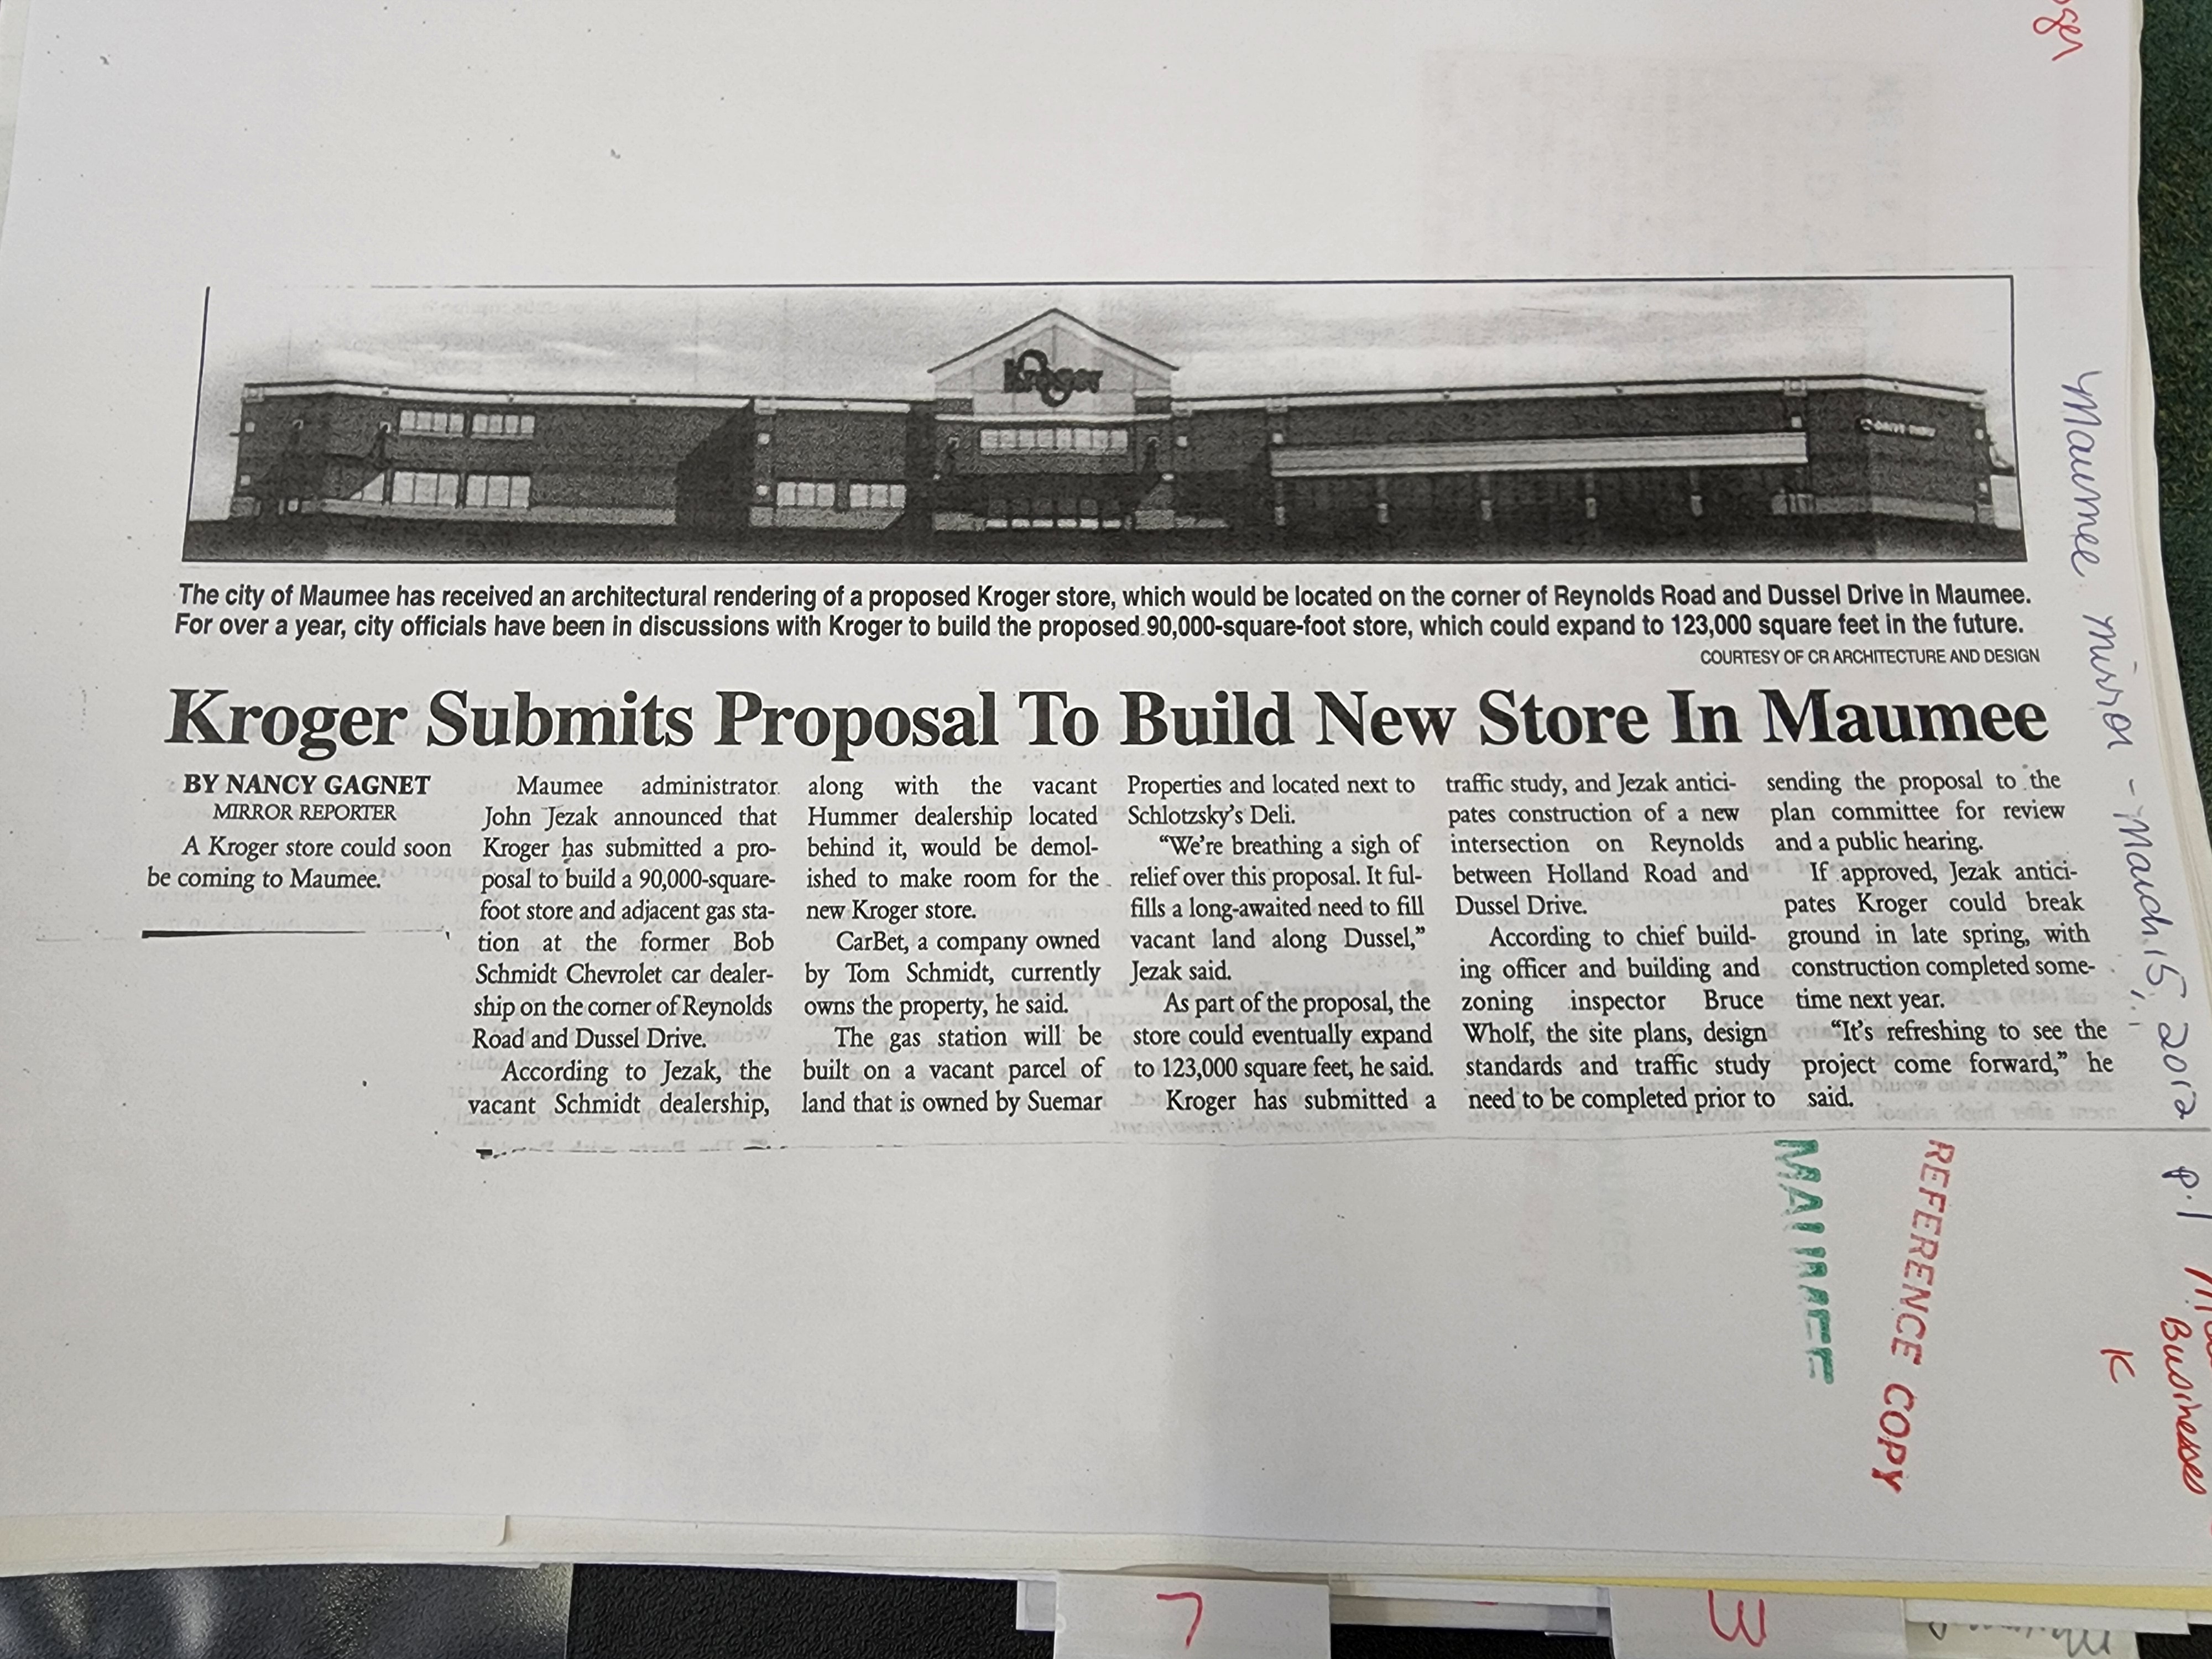 oger
Kroger
DRIVE THRU
The city of Maumee has received an architectural rendering of a proposed Kroger store, which would be located on the corner of Reynolds Road and Dussel Drive in Maumee.
For over a year, city officials have been in discussions with Kroger to build the proposed 90,000-square-foot store, which could expand to 123,000 square feet in the future.
COURTESY OF CR ARCHITECTURE AND DESIGN
Kroger Submits Proposal To Build New Store In Maumee
BY NANCY GAGNET
MIRROR REPORTER
A Kroger store could soon
be coming to Maumee.
Maumee administrator
John Jezak announced that
Kroger has submitted a pro-
posal to build a 90,000-square-
foot store and adjacent gas sta-
tion at the former Bob
Schmidt Chevrolet car dealer-
ship on the corner of Reynolds
Road and Dussel Drive.
According to Jezak, the
vacant Schmidt dealership,
along with the vacant
Hummer dealership located
behind it, would be demol-
ished to make room for the
new Kroger store.
CarBet, a company owned
by Tom Schmidt, currently
owns the property, he said.
The gas station will be
built on a vacant parcel of
land that is owned by Suemar
Properties and located next to
Schlotzsky's Deli.
"We're breathing a sigh of
relief over this proposal. It ful-
fills a long-awaited need to fill
vacant land along Dussel,"
Jezak said.
As part of the proposal, the
store could eventually expand
to 123,000 square feet, he said.
Kroger has submitted a
traffic study, and Jezak antici-
pates construction of a new
intersection on Reynolds
between Holland Road and
Dussel Drive.
According to chief build-
ing officer and building and
zoning inspector Bruce
Wholf, the site plans, design
standards and traffic study
need to be completed prior to
sending the proposal to the
plan committee for review
and a public hearing.
If approved, Jezak antici-
pates Kroger could break
ground in late spring, with
construction completed some-
time next year.
"It's refreshing to see the
project come forward," he
said.
Maumee Mirror - March 15, 2012 p.1
MAUMEE
REFERENCE COPY
Businesses
K
L
M